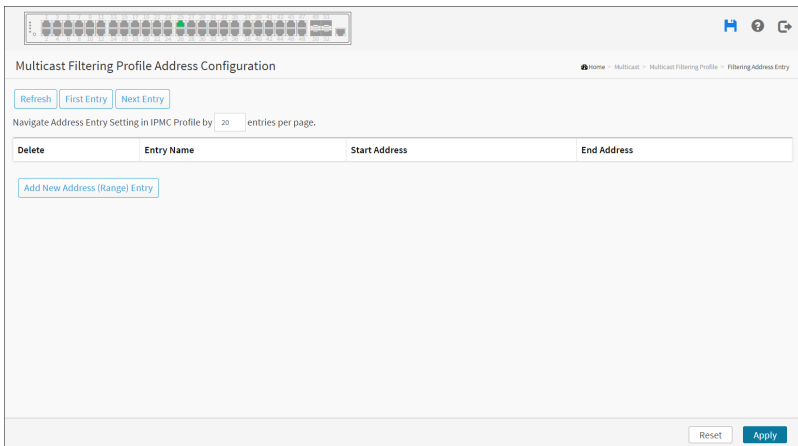 Multicast Filtering Profile Address Configuration
Home > Multicast > Multicast Filtering Profile > Filtering Address Entry
Refresh First Entry Next Entry
Navigate Address Entry Setting in IPMC Profile by 20 entries per page.
Delete Entry Name Start Address End Address
Add New Address (Range) Entry
Reset Apply